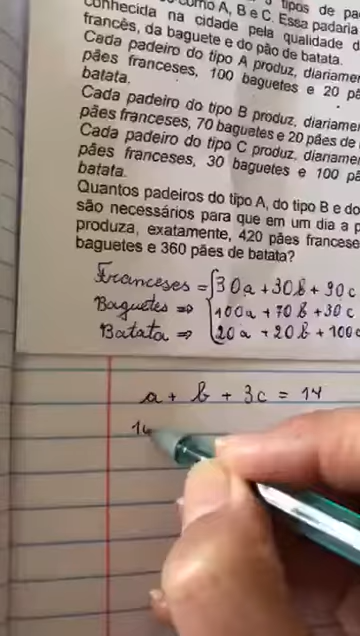 como A, B e C. Essa padaria
conhecida na cidade pela qualidade d
francês, da baguete e do pão de batata.
Cada padeiro do tipo A produz, diariamen
pães franceses, 100 baguetes e 20 pã
batata.
Cada padeiro do tipo B produz, diariamen
pães franceses, 70 baguetes e 20 pães de
Cada padeiro do tipo C produz, diariamen
pães franceses, 30 baguetes e 100 pã
batata.
Quantos padeiros do tipo A, do tipo B e do
são necessários para que em um dia a p
produza, exatamente, 420 pães francese
baguetes e 360 pães de batata?
Franceses = {30a + 30b + 90c
Baguetes ⇒ {100a + 70b + 30c
Batata ⇒ {20a + 20b + 100c
a + b + 3c = 14